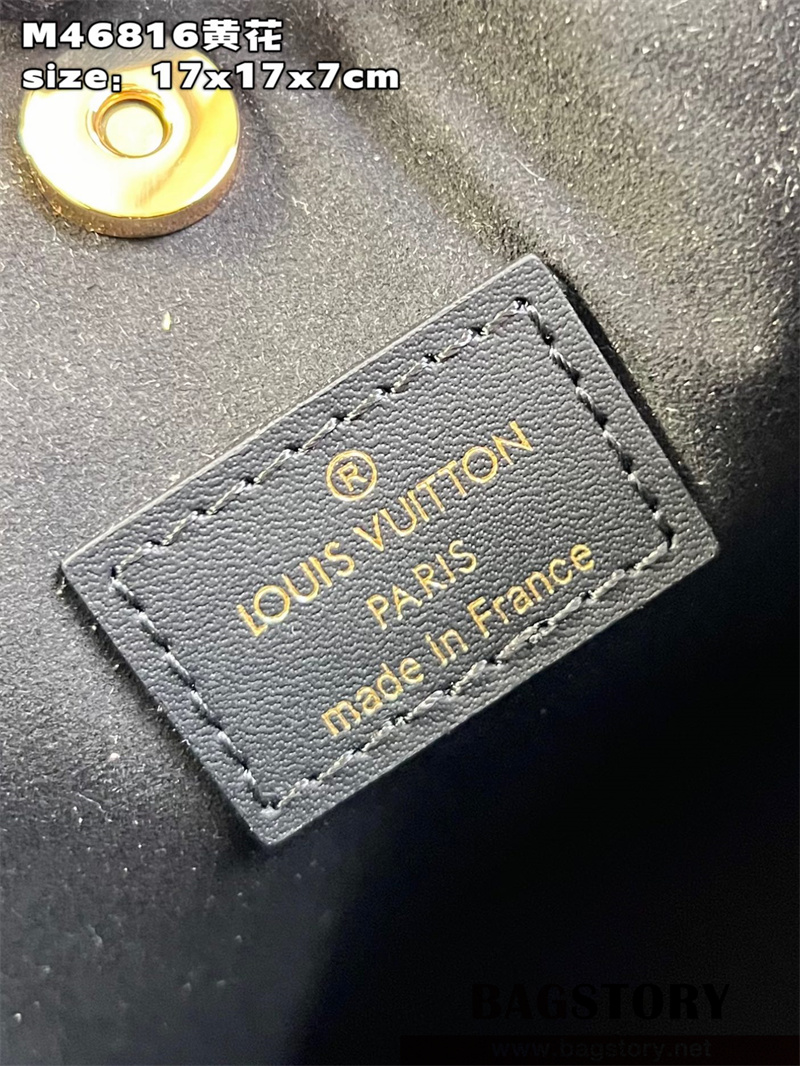 M46816黄花
size: 17x17x7cm
®
LOUIS VUITTON
PARIS
made in France
BAGSTORY
www.bagstory.net